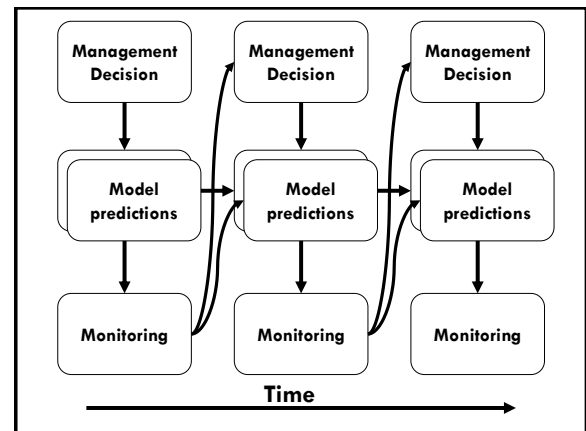 Management
Decision
Management
Decision
Management
Decision
Model
predictions
Model
predictions
Model
predictions
Monitoring
Monitoring
Monitoring
Time